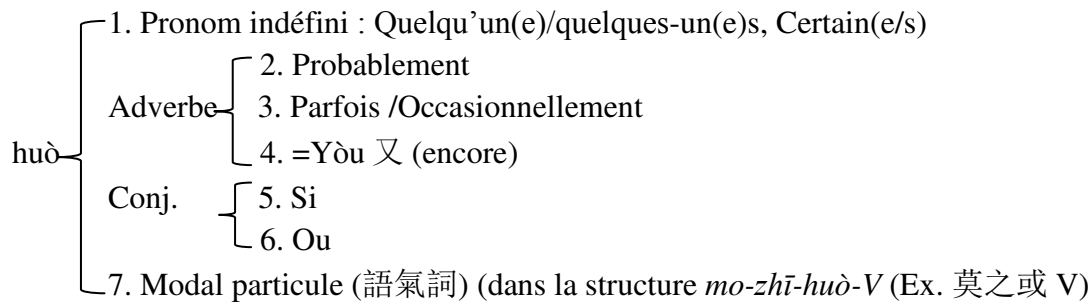 1. Pronom indéfini : Quelqu’un(e)/quelques-un(e)s, Certain(e/s)
2. Probablement
Adverbe 3. Parfois /Occasionnellement
huò 4. =Yòu 又 (encore)
Conj. 5. Si
6. Ou
7. Modal particule (語氣詞) (dans la structure mo-zhī-huò-V (Ex. 莫之或 V)